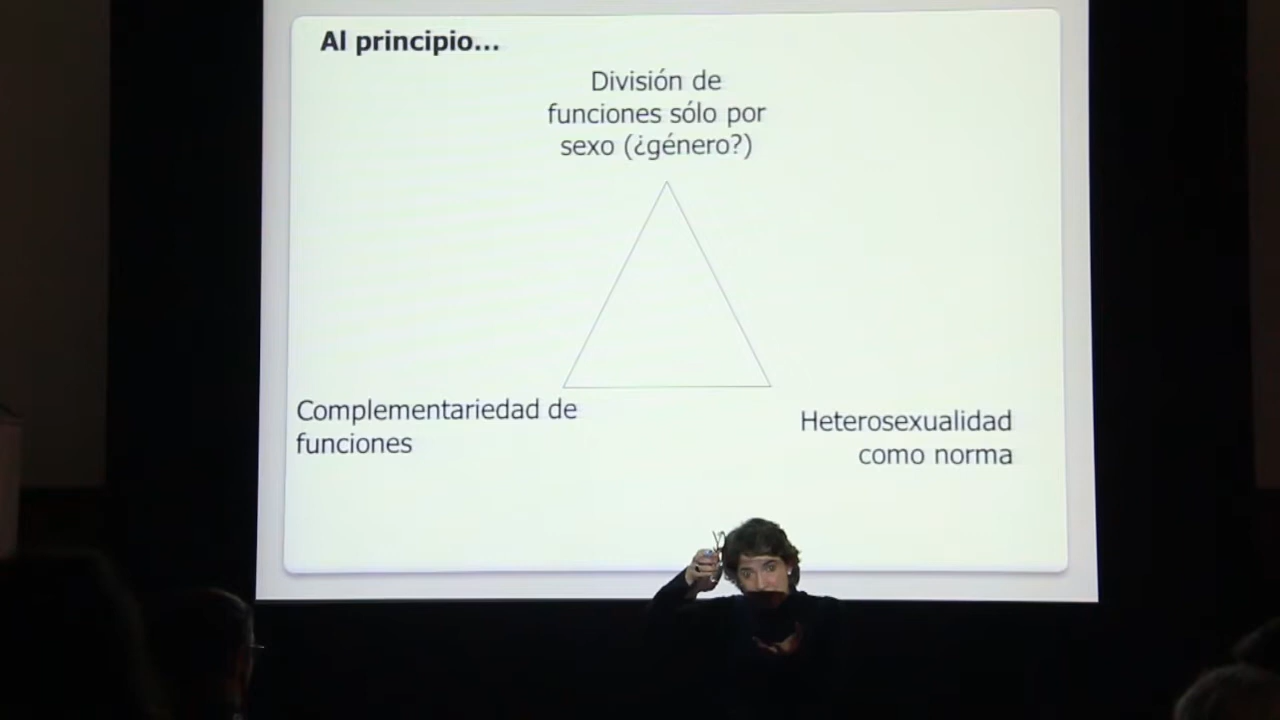 Al principio...
División de
funciones sólo por
sexo (¿género?)
Complementariedad de
funciones
Heterosexualidad
como norma